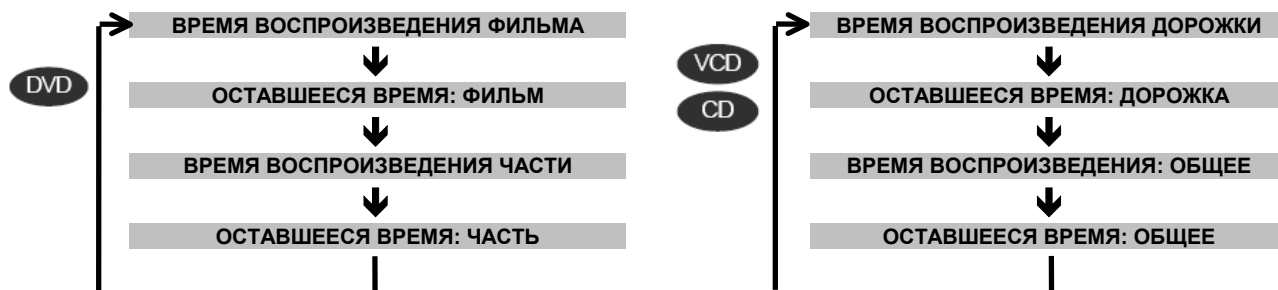 DVD
ВРЕМЯ ВОСПРОИЗВЕДЕНИЯ ФИЛЬМА
ОСТАВШЕЕСЯ ВРЕМЯ: ФИЛЬМ
ВРЕМЯ ВОСПРОИЗВЕДЕНИЯ ЧАСТИ
ОСТАВШЕЕСЯ ВРЕМЯ: ЧАСТЬ
VCD
CD
ВРЕМЯ ВОСПРОИЗВЕДЕНИЯ ДОРОЖКИ
ОСТАВШЕЕСЯ ВРЕМЯ: ДОРОЖКА
ВРЕМЯ ВОСПРОИЗВЕДЕНИЯ: ОБЩЕЕ
ОСТАВШЕЕСЯ ВРЕМЯ: ОБЩЕЕ